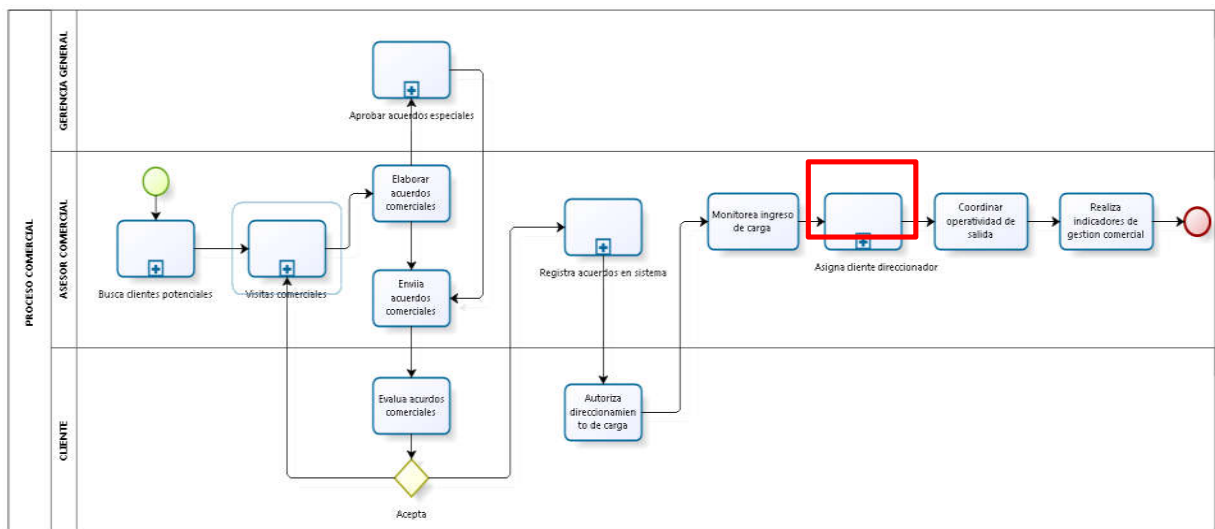 PROCESO COMERCIAL
GERENCIA GENERAL
Aprobar acuerdos especiales
ASESOR COMERCIAL
Busca clientes potenciales
Visitas comerciales
Elaborar
acuerdos
comerciales
Enviia
acuerdos
comerciales
Registra acuerdos en sistema
Monitorea ingreso
de carga
Asigna cliente direccionador
Coordinar
operatividad de
salida
Realiza
indicadores de
gestion comercial
CLIENTE
Evalua acurdos
comerciales
Acepta
Autoriza
direccionamien
to de carga